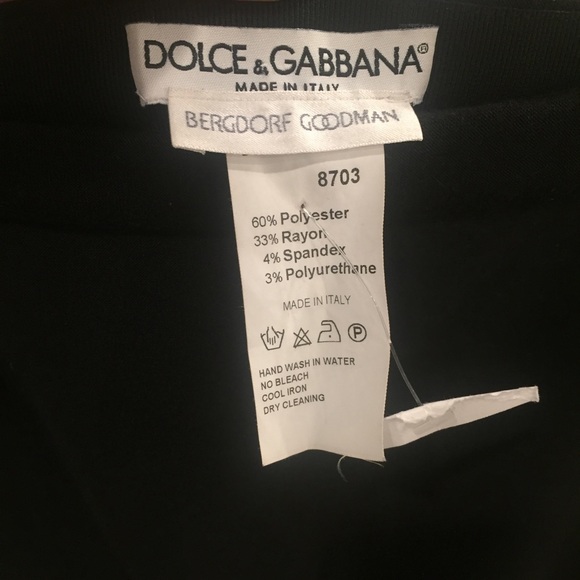 DOLCE & GABBANA®
MADE IN ITALY
BERGDORF GOODMAN
8703
60% Polyester
33% Rayon
4% Spandex
3% Polyurethane
MADE IN ITALY
P
HAND WASH IN WATER
NO BLEACH
COOL IRON
DRY CLEANING